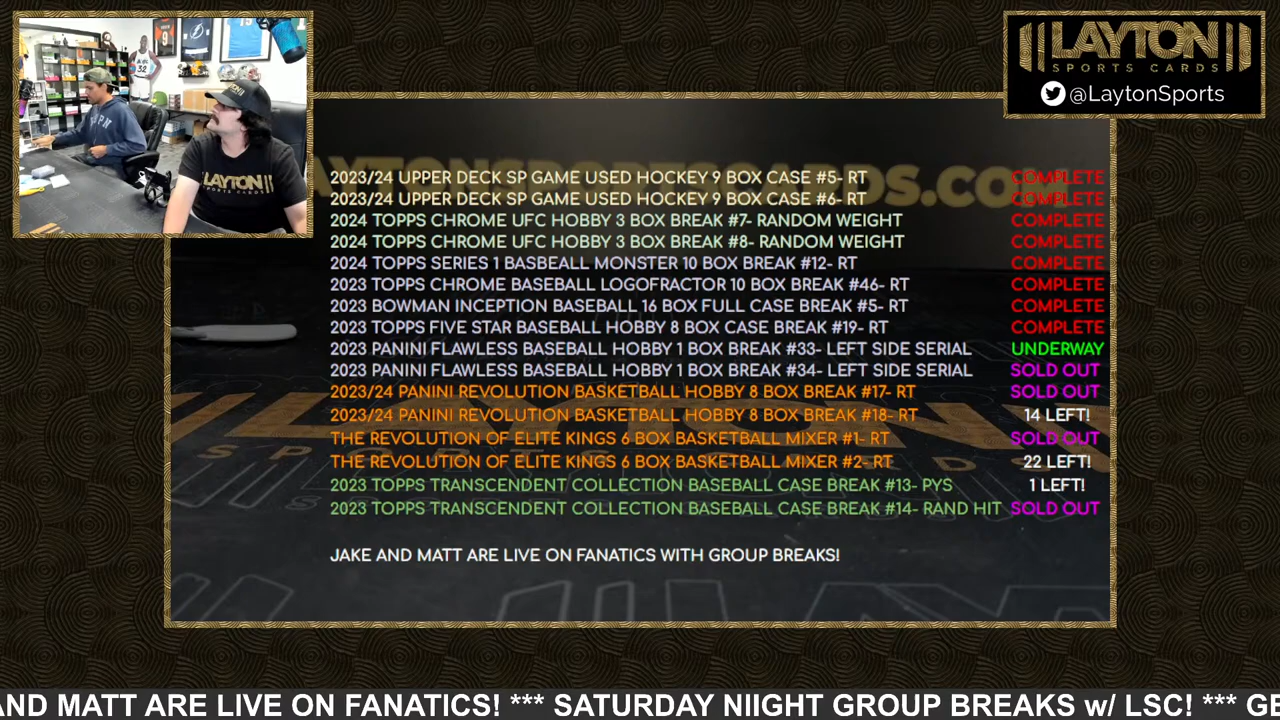 LAYTON
SPORTS CARDS
@LaytonSports
LAYTONSPORTSCARDS.COM
2023/24 UPPER DECK SP GAME USED HOCKEY 9 BOX CASE #5- RT COMPLETE
2023/24 UPPER DECK SP GAME USED HOCKEY 9 BOX CASE #6- RT COMPLETE
2024 TOPPS CHROME UFC HOBBY 3 BOX BREAK #7- RANDOM WEIGHT COMPLETE
2024 TOPPS CHROME UFC HOBBY 3 BOX BREAK #8- RANDOM WEIGHT COMPLETE
2024 TOPPS SERIES 1 BASBEALL MONSTER 10 BOX BREAK #12- RT COMPLETE
2023 TOPPS CHROME BASEBALL LOGOFRACTOR 10 BOX BREAK #46- RT COMPLETE
2023 BOWMAN INCEPTION BASEBALL 16 BOX FULL CASE BREAK #5- RT COMPLETE
2023 TOPPS FIVE STAR BASEBALL HOBBY 8 BOX CASE BREAK #19- RT COMPLETE
2023 PANINI FLAWLESS BASEBALL HOBBY 1 BOX BREAK #33- LEFT SIDE SERIAL UNDERWAY
2023 PANINI FLAWLESS BASEBALL HOBBY 1 BOX BREAK #34- LEFT SIDE SERIAL SOLD OUT
2023/24 PANINI REVOLUTION BASKETBALL HOBBY 8 BOX BREAK #17- RT SOLD OUT
2023/24 PANINI REVOLUTION BASKETBALL HOBBY 8 BOX BREAK #18- RT 14 LEFT!
THE REVOLUTION OF ELITE KINGS 6 BOX BASKETBALL MIXER #1- RT SOLD OUT
THE REVOLUTION OF ELITE KINGS 6 BOX BASKETBALL MIXER #2- RT 22 LEFT!
2023 TOPPS TRANSCENDENT COLLECTION BASEBALL CASE BREAK #13- PYS 1 LEFT!
2023 TOPPS TRANSCENDENT COLLECTION BASEBALL CASE BREAK #14- RAND HIT SOLD OUT
JAKE AND MATT ARE LIVE ON FANATICS WITH GROUP BREAKS!
AND MATT ARE LIVE ON FANATICS! *** SATURDAY NIIGHT GROUP BREAKS w/ LSC! *** GE